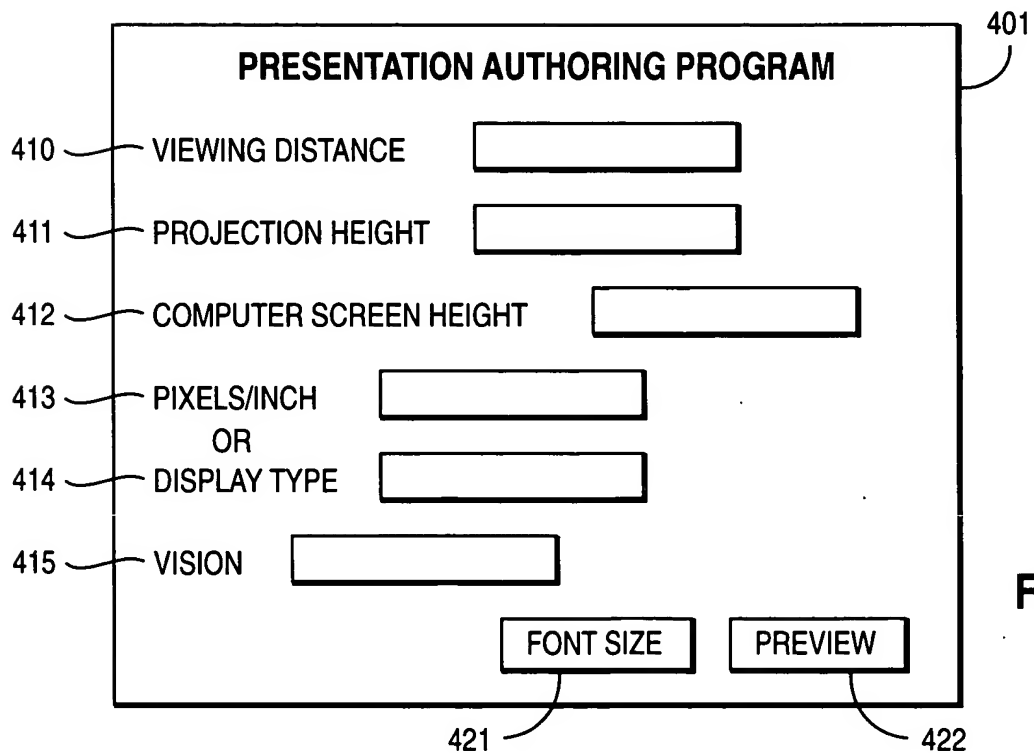 401
PRESENTATION AUTHORING PROGRAM
410 VIEWING DISTANCE
411 PROJECTION HEIGHT
412 COMPUTER SCREEN HEIGHT
413 PIXELS/INCH
OR
414 DISPLAY TYPE
415 VISION
FONT SIZE PREVIEW
421 422